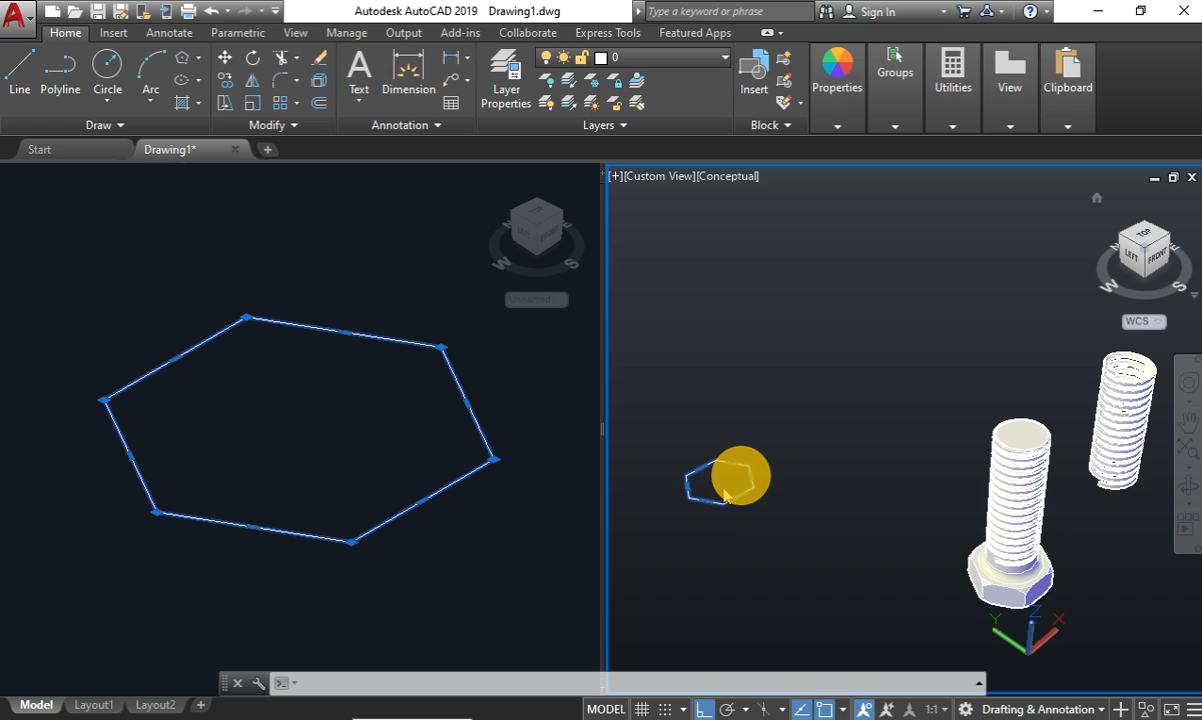 Autodesk AutoCAD 2019 Drawing1.dwg
Type a keyword or phrase
Sign In
Home Insert Annotate Parametric View Manage Output Add-ins Collaborate Express Tools Featured Apps
Line Polyline Circle Arc
Text Dimension
Layer
Properties
0
Insert
Properties Groups Utilities View Clipboard
Draw Modify Annotation Layers Block
Start Drawing1*
[+][Custom View][Conceptual]
TOP
LEFT FRONT
N E
W S
Unnamed
TOP
LEFT FRONT
W S
WCS
Y Z X
Model Layout1 Layout2
MODEL 1:1 Drafting & Annotation